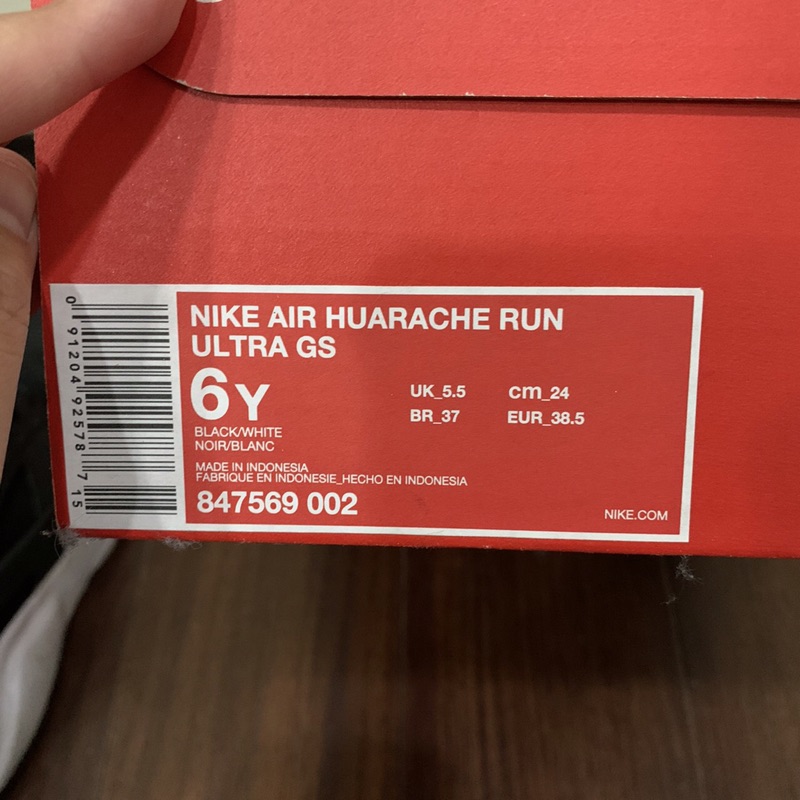 NIKE AIR HUARACHE RUN
ULTRA GS
6Y
UK_5.5 cm_24
BR_37 EUR_38.5
BLACK/WHITE
NOIR/BLANC
MADE IN INDONESIA
FABRIQUE EN INDONESIE_HECHO EN INDONESIA
847569 002
NIKE.COM
0 91204 92578 7 15